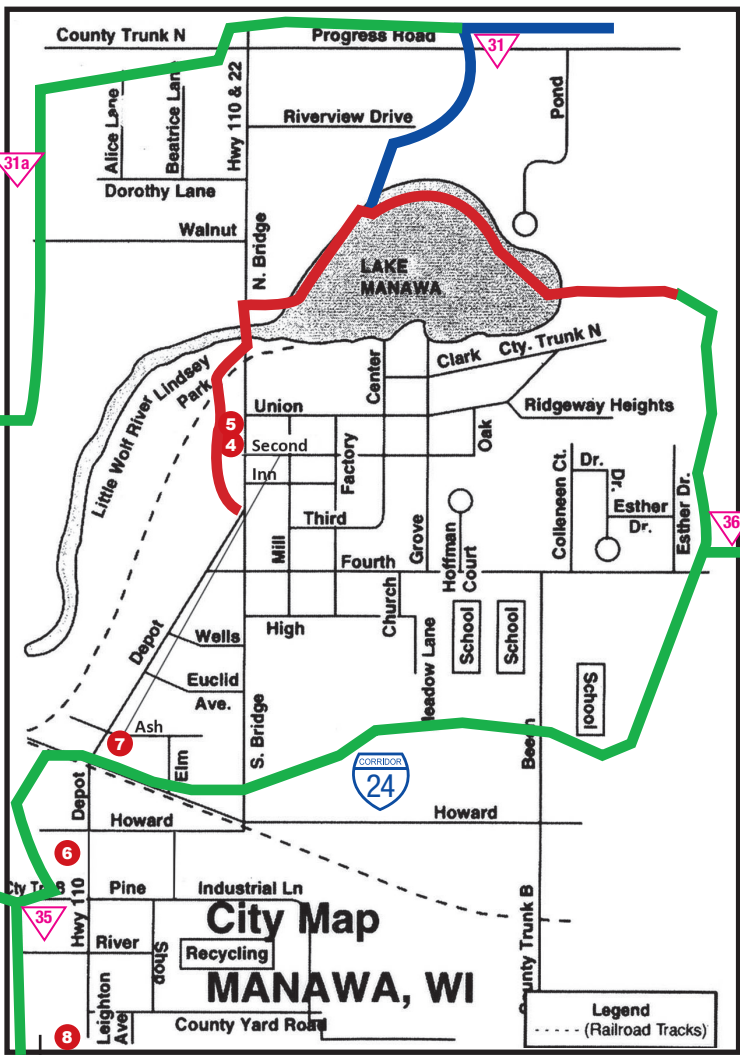 County Trunk N
Progress Road
31
Alice Lane
Beatrice Lane
Hwy 110 & 22
Riverview Drive
Pond
31a
Dorothy Lane
Walnut
N. Bridge
LAKE
MANAWA
Little Wolf River
Lindsey
Park
Center
Clark
Cty. Trunk N
Union
Ridgeway Heights
5
4
Second
Oak
Inn
Factory
Third
Mill
Grove
Hoffman
Court
Colleneen Ct.
Dr.
Dr.
Esther
Dr.
Esther Dr.
36
Fourth
Church
High
Wells
Depot
Euclid
Ave.
Meadow Lane
School
School
School
S. Bridge
Beech
Ash
7
Elm
CORRIDOR
24
Depot
Howard
Howard
6
Cty Tr B
Pine
Industrial Ln
35
Hwy 110
City Map
River
Shop
Recycling
MANAWA, WI
County Trunk B
Leighton
Ave
County Yard Road
8
Legend
----- (Railroad Tracks)